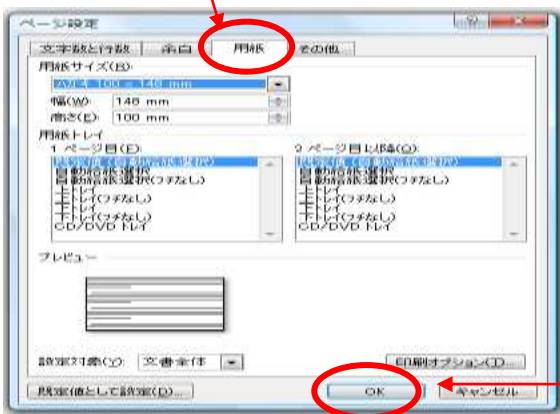 ページ設定
文字数と行数 余白 用紙 その他
用紙サイズ(R):
ハガキ 100 x 148 mm
幅(W): 148 mm
高さ(E): 100 mm
用紙トレイ
1 ページ目(F): 2 ページ目以降(O):
既定値 (自動給紙選択) 既定値 (自動給紙選択)
自動給紙選択 自動給紙選択
自動給紙選択(フチなし) 自動給紙選択(フチなし)
上トレイ 上トレイ
上トレイ(フチなし) 上トレイ(フチなし)
下トレイ 下トレイ
下トレイ(フチなし) 下トレイ(フチなし)
CD/DVD トレイ CD/DVD トレイ
プレビュー
設定対象(Y): 文書全体 印刷オプション(T)...
既定値として設定(D)... OK キャンセル